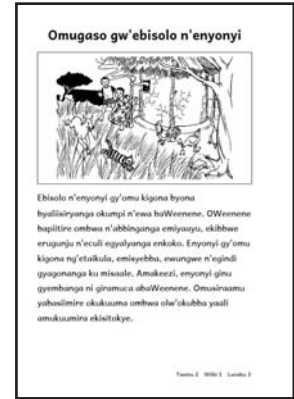 Omugaso gw'ebisolo n'enyonyi
Ebisolo n'enyonyi gy'omu kigona byona
byaliisiryanga okumpi n'ewa baWeenene. OWeenene
bapiitire ombwa n'abbinganga emiyaayu, ekibbwe
erugunju n'eculi egyalyanga enkoko. Enyonyi gy'omu
kigona ng'etaikula, emisyebba, ewungwe n'egindi
gyagonanga ku misaale. Amakeezi, enyonyi ginu
gyembanga ni giramuca abaWeenene. Omusiraamu
yabasiimire okukuuma ombwa olw'okubba yaali
amukuumira ekisitokye.
Taamu 2 Wiiki 1 Lunaku 3